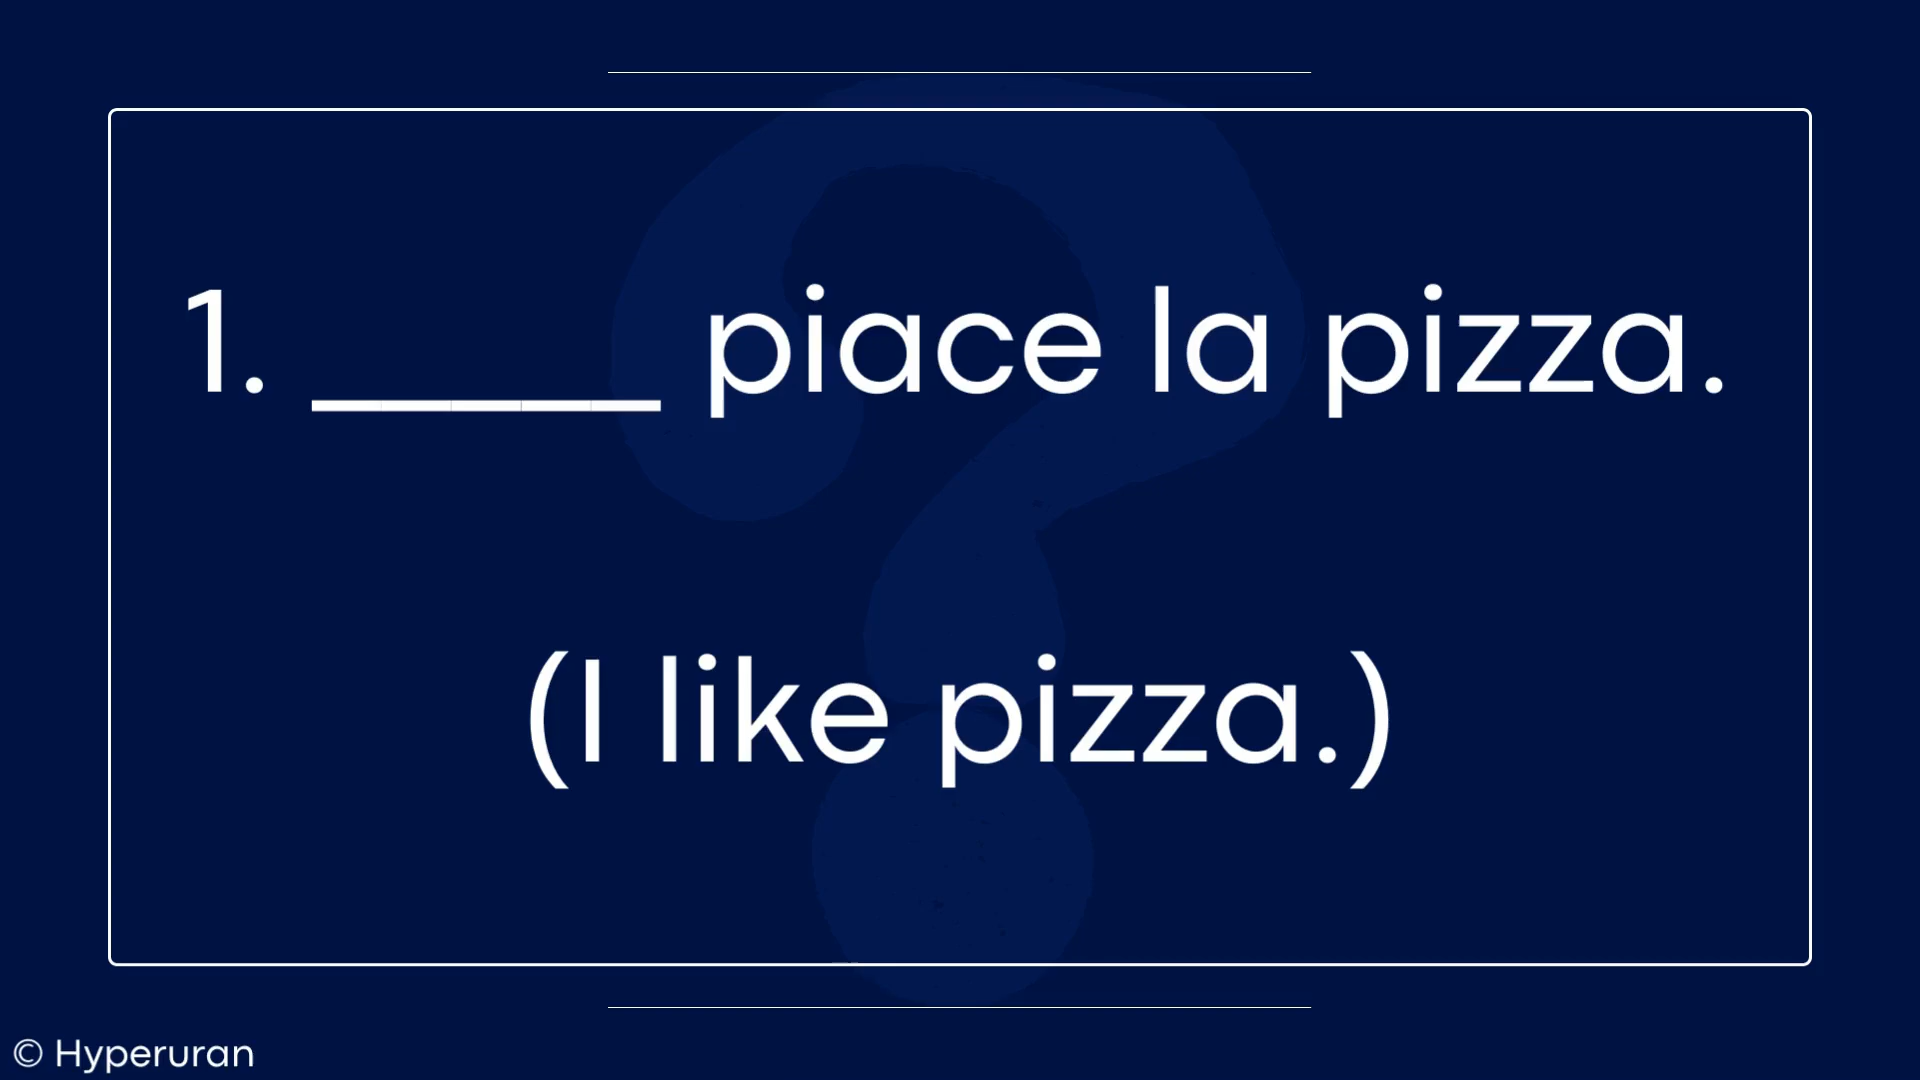 1. _____ piace la pizza.
(I like pizza.)
© Hyperuran